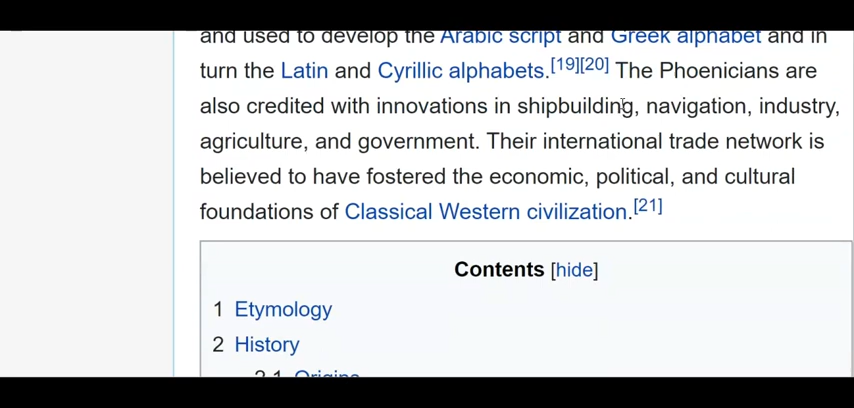 and used to develop the Arabic script and Greek alphabet and in
turn the Latin and Cyrillic alphabets.[19][20] The Phoenicians are
also credited with innovations in shipbuilding, navigation, industry,
agriculture, and government. Their international trade network is
believed to have fostered the economic, political, and cultural
foundations of Classical Western civilization.[21]
Contents [hide]
1 Etymology
2 History
2.1 Origins